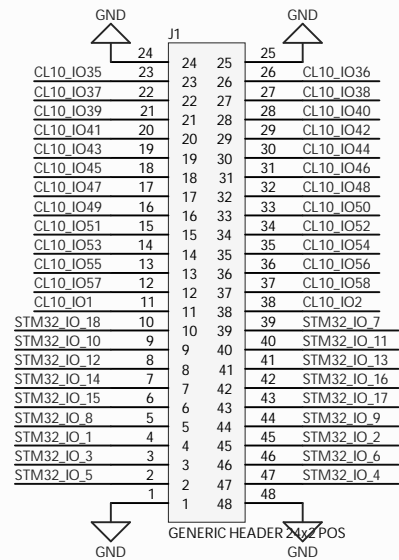 GND GND
J1
24 24 25 25
CL10_IO35 23 23 26 26 CL10_IO36
CL10_IO37 22 22 27 27 CL10_IO38
CL10_IO39 21 21 28 28 CL10_IO40
CL10_IO41 20 20 29 29 CL10_IO42
CL10_IO43 19 19 30 30 CL10_IO44
CL10_IO45 18 18 31 31 CL10_IO46
CL10_IO47 17 17 32 32 CL10_IO48
CL10_IO49 16 16 33 33 CL10_IO50
CL10_IO51 15 15 34 34 CL10_IO52
CL10_IO53 14 14 35 35 CL10_IO54
CL10_IO55 13 13 36 36 CL10_IO56
CL10_IO57 12 12 37 37 CL10_IO58
CL10_IO1 11 11 38 38 CL10_IO2
STM32_IO_18 10 10 39 39 STM32_IO_7
STM32_IO_10 9 9 40 40 STM32_IO_11
STM32_IO_12 8 8 41 41 STM32_IO_13
STM32_IO_14 7 7 42 42 STM32_IO_16
STM32_IO_15 6 6 43 43 STM32_IO_17
STM32_IO_8 5 5 44 44 STM32_IO_9
STM32_IO_1 4 4 45 45 STM32_IO_2
STM32_IO_3 3 3 46 46 STM32_IO_6
STM32_IO_5 2 2 47 47 STM32_IO_4
1 1 48 48
GENERIC HEADER 24x2 POS
GND GND